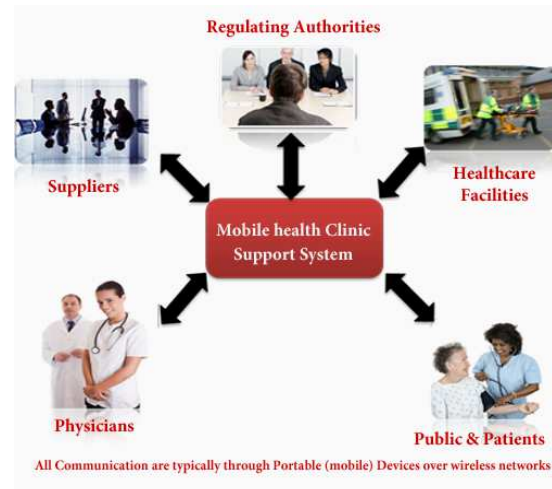 Regulating Authorities
Suppliers
Healthcare
Facilities
Mobile health Clinic
Support System
Physicians
Public & Patients
All Communication are typically through Portable (mobile) Devices over wireless networks